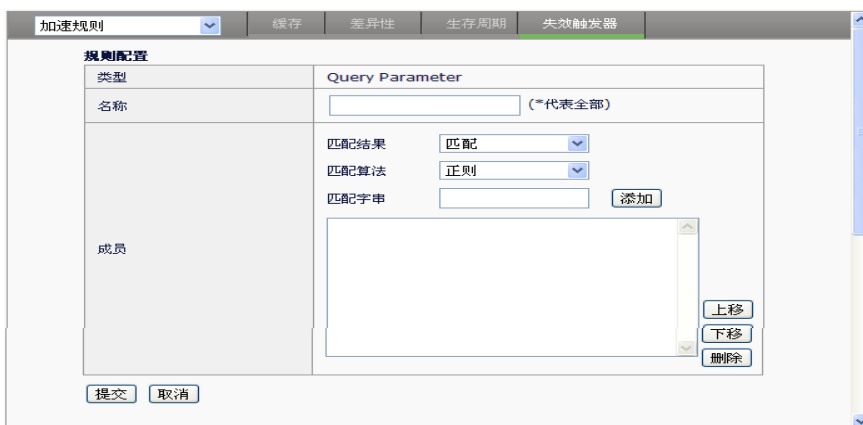 加速规则 缓存 差异性 生存周期 失效触发器
规则配置
类型 Query Parameter
名称 (*代表全部)
匹配结果 匹配
匹配算法 正则
匹配字串 添加
成员
上移
下移
删除
提交 取消